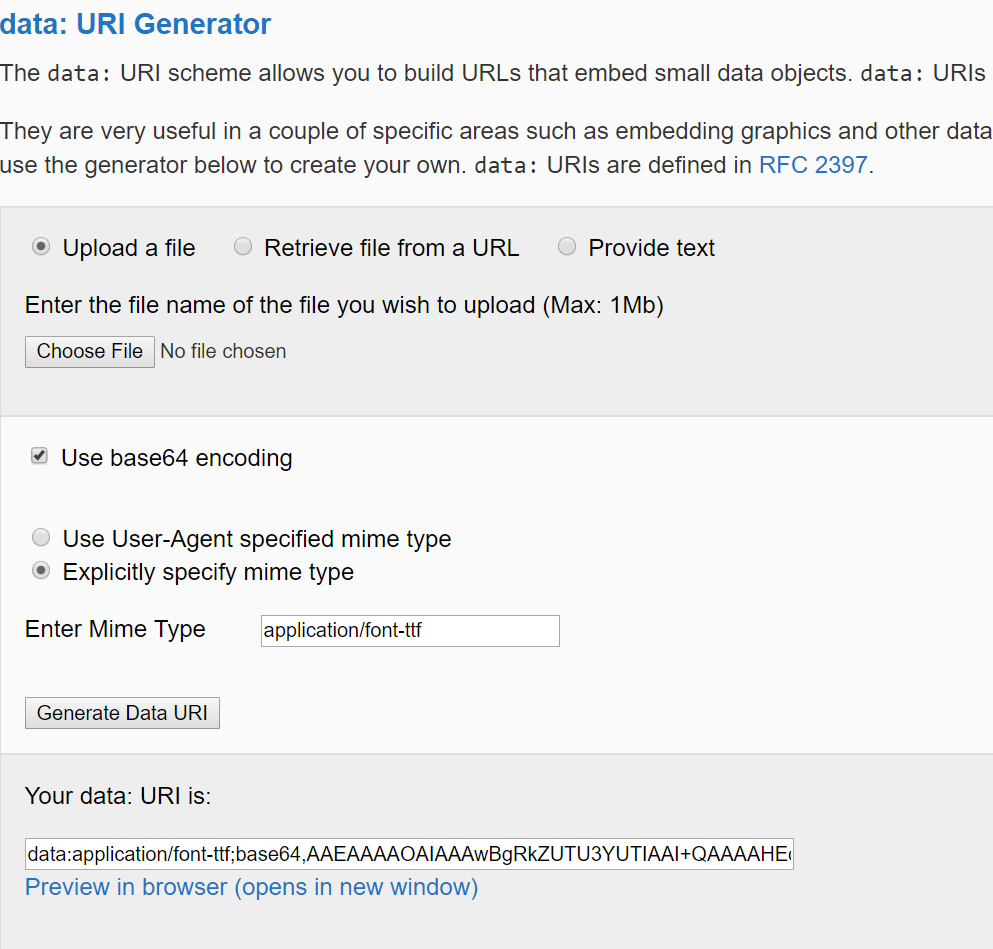 data: URI Generator
The data: URI scheme allows you to build URLs that embed small data objects. data: URIs
They are very useful in a couple of specific areas such as embedding graphics and other data
use the generator below to create your own. data: URIs are defined in RFC 2397.
Upload a file Retrieve file from a URL Provide text
Enter the file name of the file you wish to upload (Max: 1Mb)
Choose File No file chosen
Use base64 encoding
Use User-Agent specified mime type
Explicitly specify mime type
Enter Mime Type application/font-ttf
Generate Data URI
Your data: URI is:
data:application/font-ttf;base64,AAEAAAAOAIAAAwBgRkZUTU3YUTIAAI+QAAAAHE
Preview in browser (opens in new window)